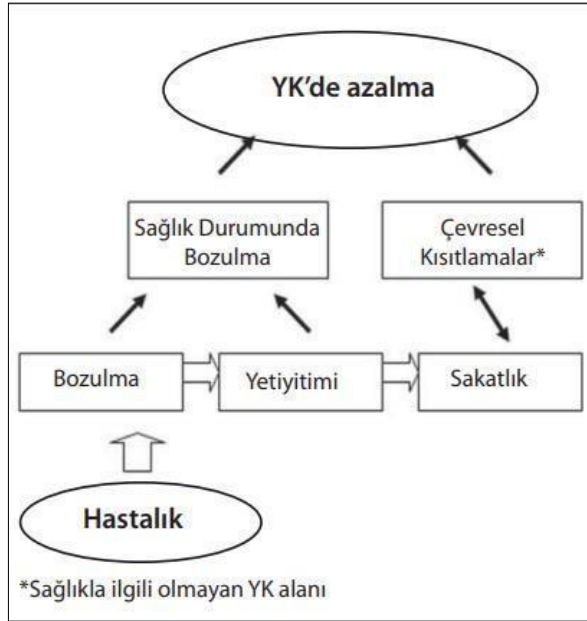 YK'de azalma
Sağlık Durumunda
Bozulma
Çevresel
Kısıtlamalar*
Bozulma
Yetiyitimi
Sakatlık
Hastalık
*Sağlıkla ilgili olmayan YK alanı